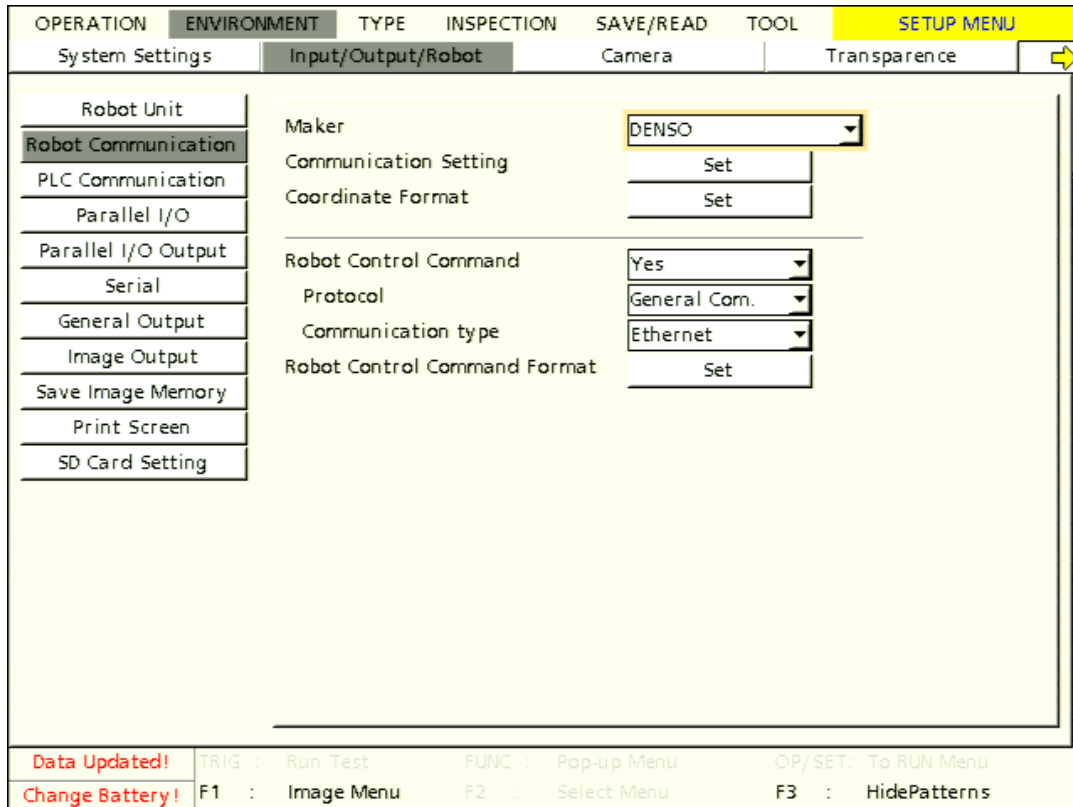 OPERATION ENVIRONMENT TYPE INSPECTION SAVE/READ TOOL SETUP MENU
System Settings Input/Output/Robot Camera Transparence
Robot Unit
Robot Communication
PLC Communication
Parallel I/O
Parallel I/O Output
Serial
General Output
Image Output
Save Image Memory
Print Screen
SD Card Setting
Maker DENSO
Communication Setting Set
Coordinate Format Set
Robot Control Command Yes
Protocol General Com.
Communication type Ethernet
Robot Control Command Format Set
Data Updated! TRIG : Run Test FUNC : Pop-up Menu OP/SET: To RUN Menu
Change Battery! F1 : Image Menu F2 : Select Menu F3 : HidePatterns